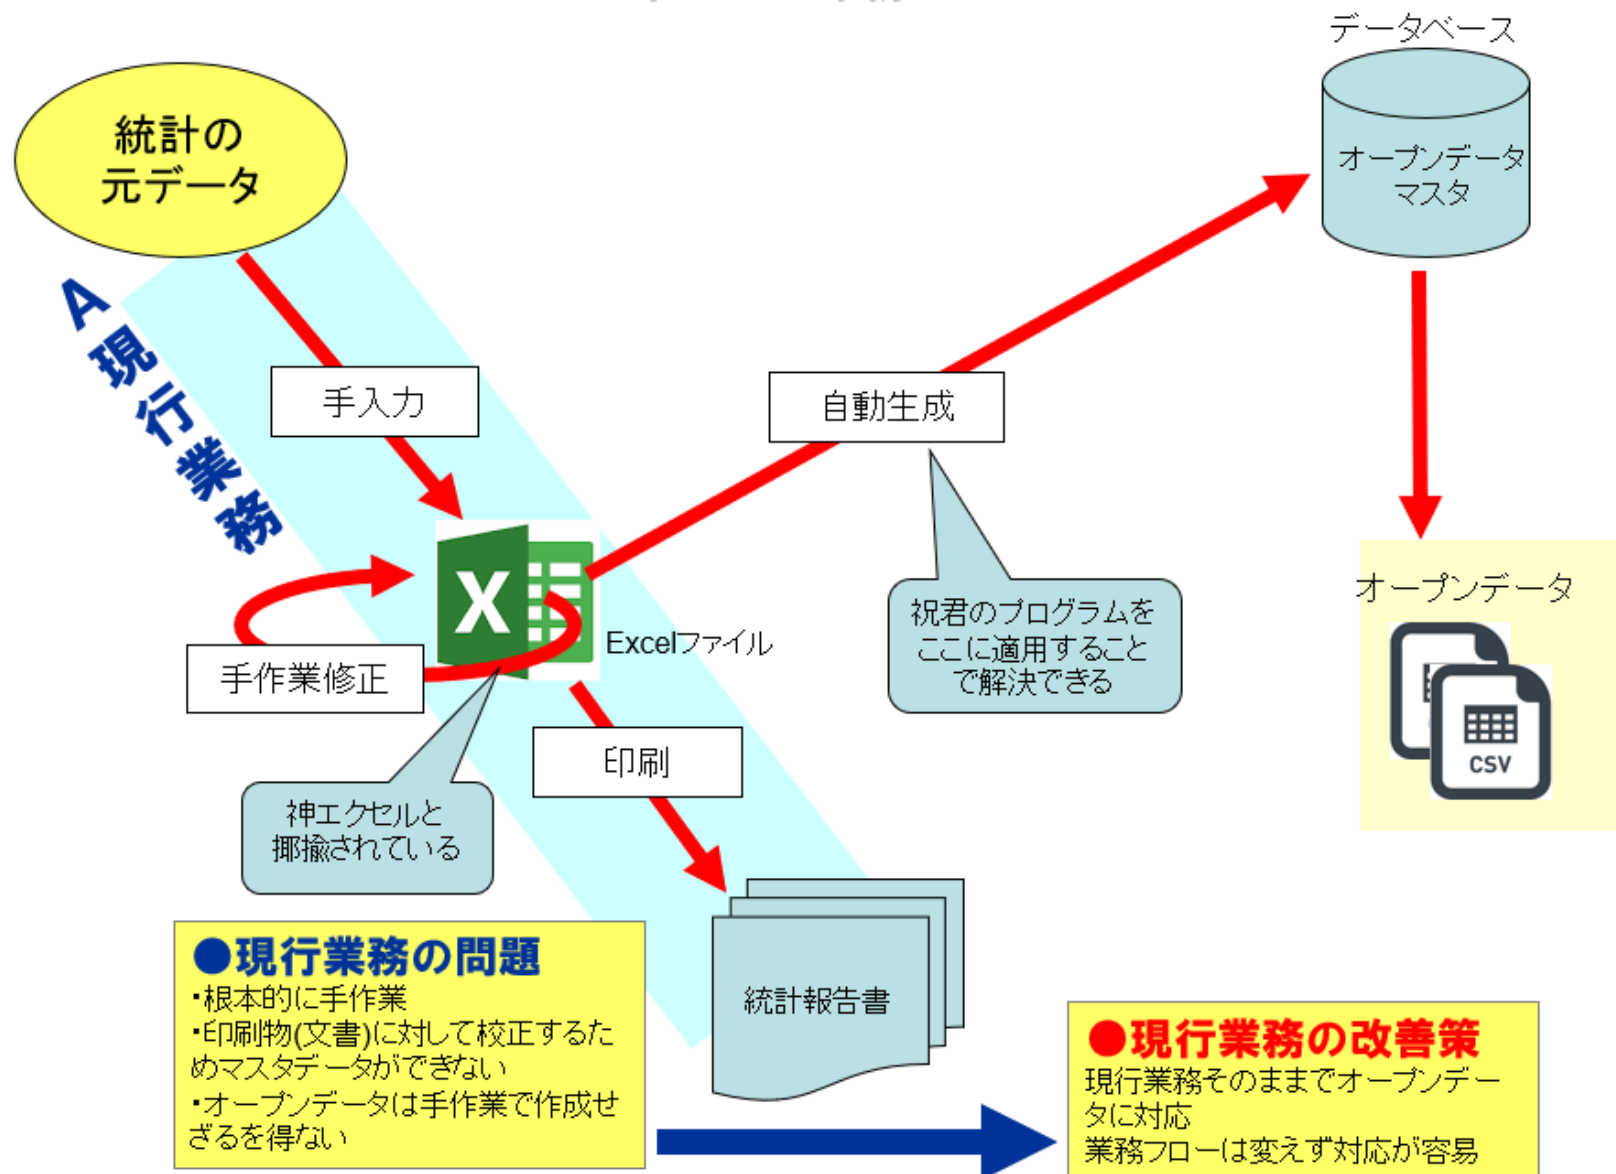 データベース
統計の
元データ
オープンデータ
マスタ
A
現
行
業
務
手入力
自動生成
X
Excelファイル
祝君のプログラムを
ここに適用すること
で解決できる
オープンデータ
CSV
手作業修正
印刷
神エクセルと
揶揄されている
統計報告書
●現行業務の問題
・根本的に手作業
・印刷物(文書)に対して校正するた
めマスタデータができない
・オープンデータは手作業で作成せ
ざるを得ない
●現行業務の改善策
現行業務そのままでオープンデー
タに対応
業務フローは変えず対応が容易